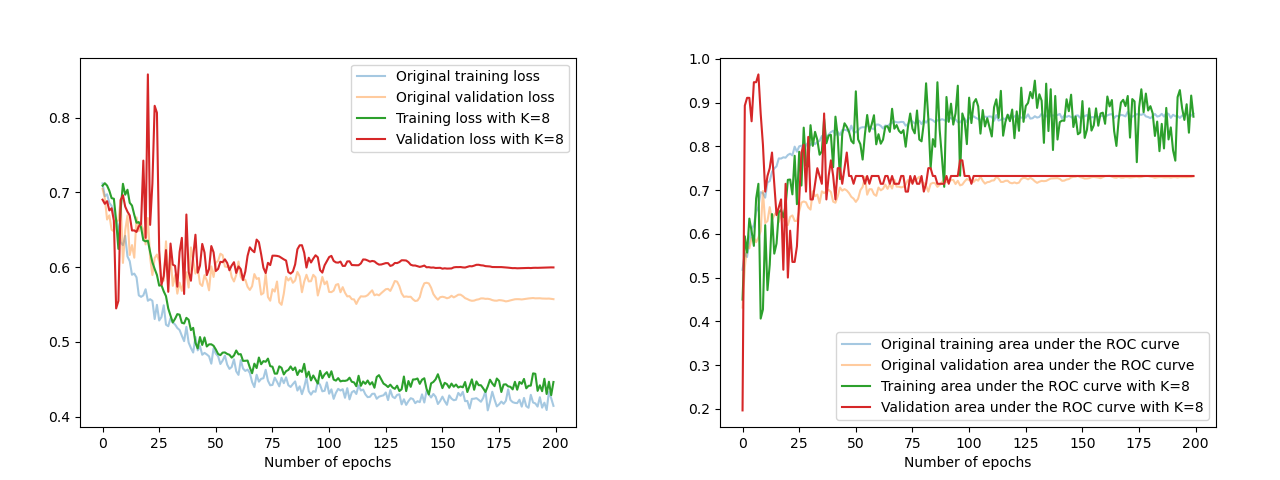 Original training loss
Original validation loss
Training loss with K=8
Validation loss with K=8
0.8
0.7
0.6
0.5
0.4
0 25 50 75 100 125 150 175 200
Number of epochs
1.0
0.9
0.8
0.7
0.6
0.5
0.4
0.3
0.2
Original training area under the ROC curve
Original validation area under the ROC curve
Training area under the ROC curve with K=8
Validation area under the ROC curve with K=8
0 25 50 75 100 125 150 175 200
Number of epochs